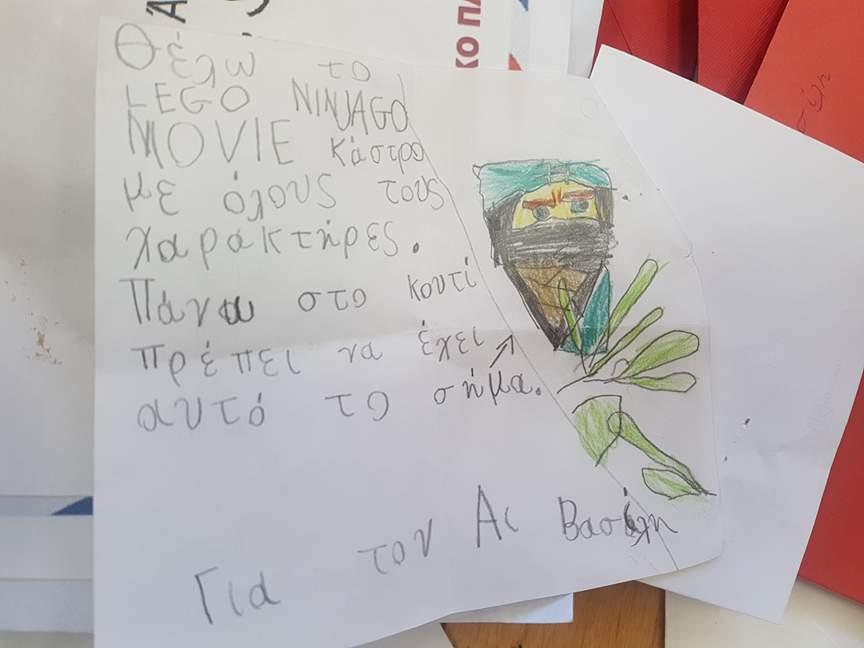 Θέλω το
LEGO NINJAGO
MOVIE κάστρο
με όλους τους
χαρακτήρες.
Πάνω στο κουτί
πρέπει να έχει
αυτό το σήμα.
Για τον Αι Βασίλη